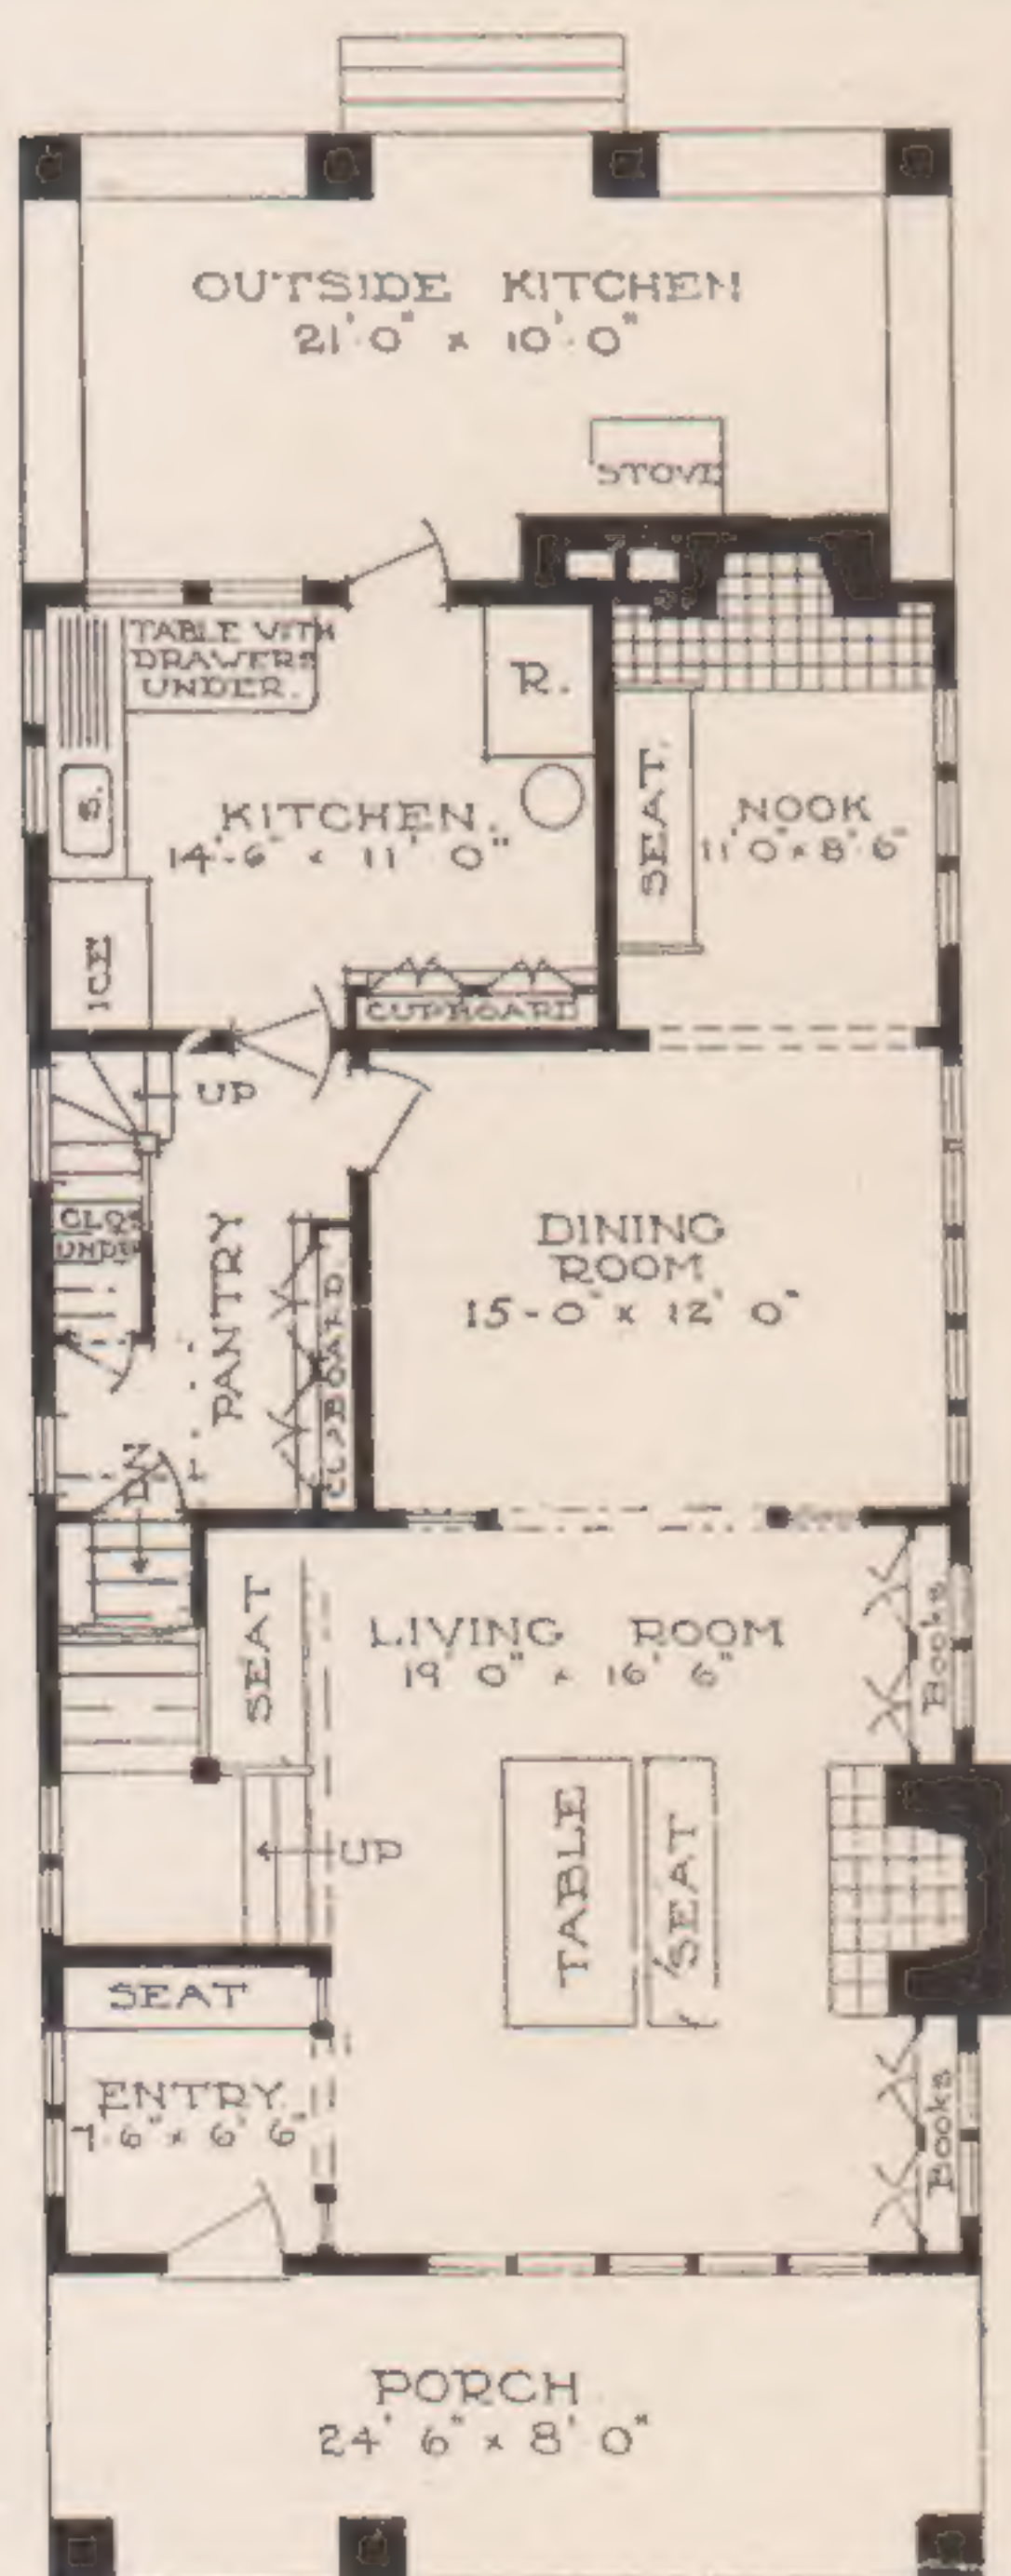 OUTSIDE KITCHEN
21'·0" x 10'·0"
STOVE
TABLE WITH
DRAWERS
UNDER.
R.
S.
KITCHEN.
14'-6" x 11' 0"
SEAT.
NOOK
11'0" x 8'6"
ICE
CUPBOARD
UP
CLOS
UNDER
PANTRY
CUPBOARD.
DINING
ROOM
15-0" x 12' 0"
DN
SEAT
LIVING ROOM
19' 0" x 16' 6"
Books
TABLE
SEAT
UP
SEAT
ENTRY
7·6" x 6' 6"
Books
PORCH
24' 6" x 8' 0"